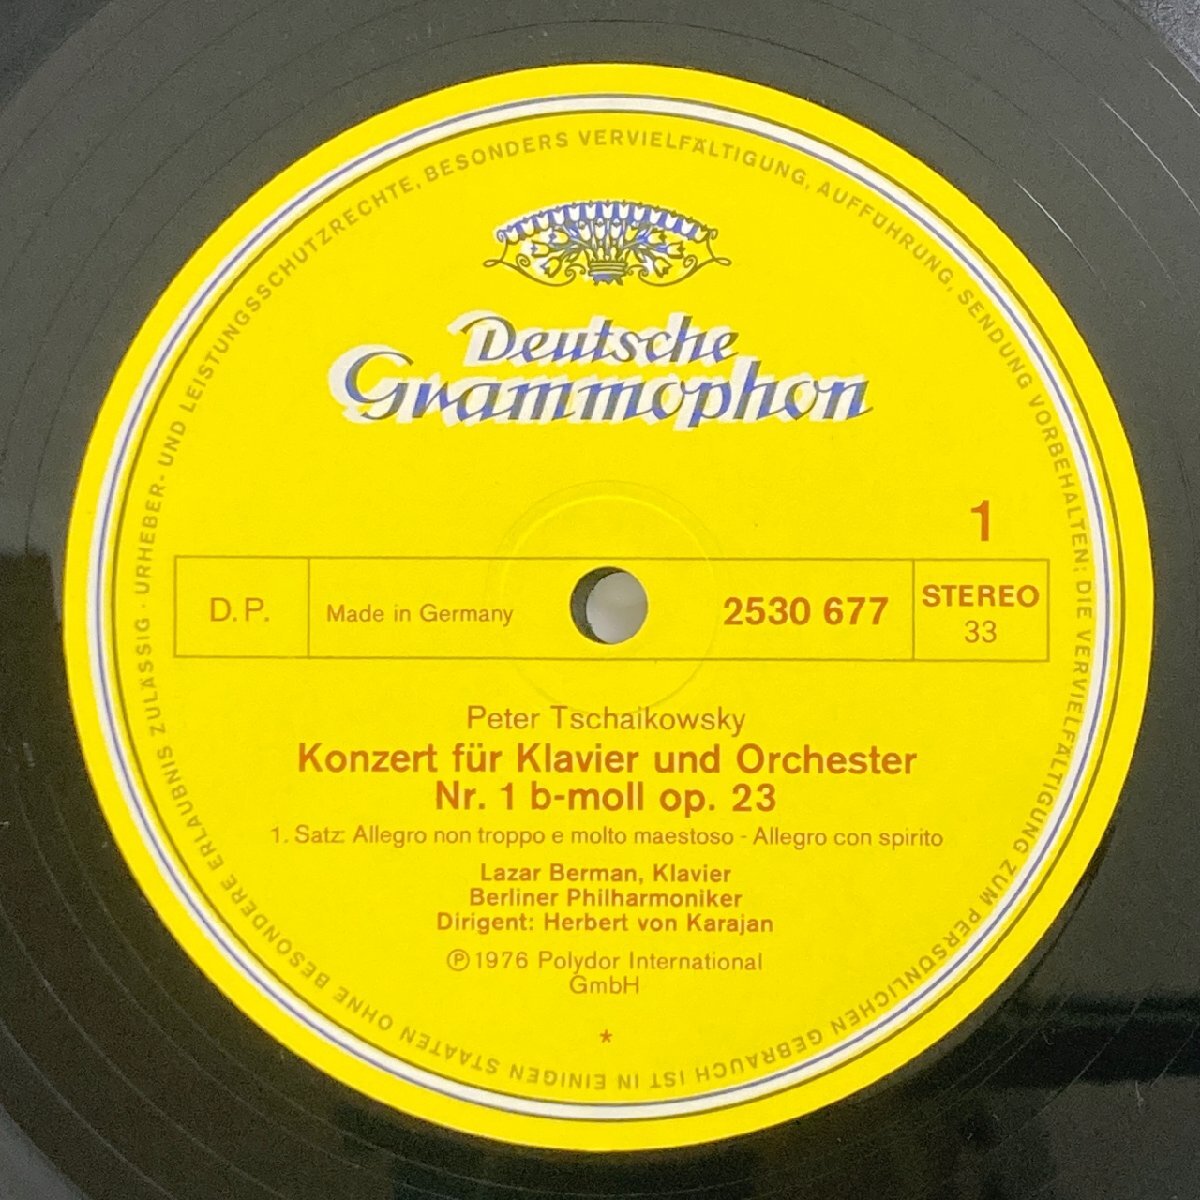 URHEBER- UND LEISTUNGSSCHUTZRECHTE, BESONDERS VERVIELFÄLTIGUNG, AUFFÜHRUNG, SENDUNG VORBEHALTEN; DIE VERVIELFÄLTIGUNG ZUM PERSÖNLICHEN GEBRAUCH IST IN EINIGEN STAATEN OHNE BESONDERE ERLAUBNIS ZULÄSSIG ·
Deutsche
Grammophon
1
D.P. Made in Germany 2530 677 STEREO
33
Peter Tschaikowsky
Konzert für Klavier und Orchester
Nr. 1 b-moll op. 23
1. Satz: Allegro non troppo e molto maestoso - Allegro con spirito
Lazar Berman, Klavier
Berliner Philharmoniker
Dirigent: Herbert von Karajan
Ⓟ 1976 Polydor International
GmbH
*